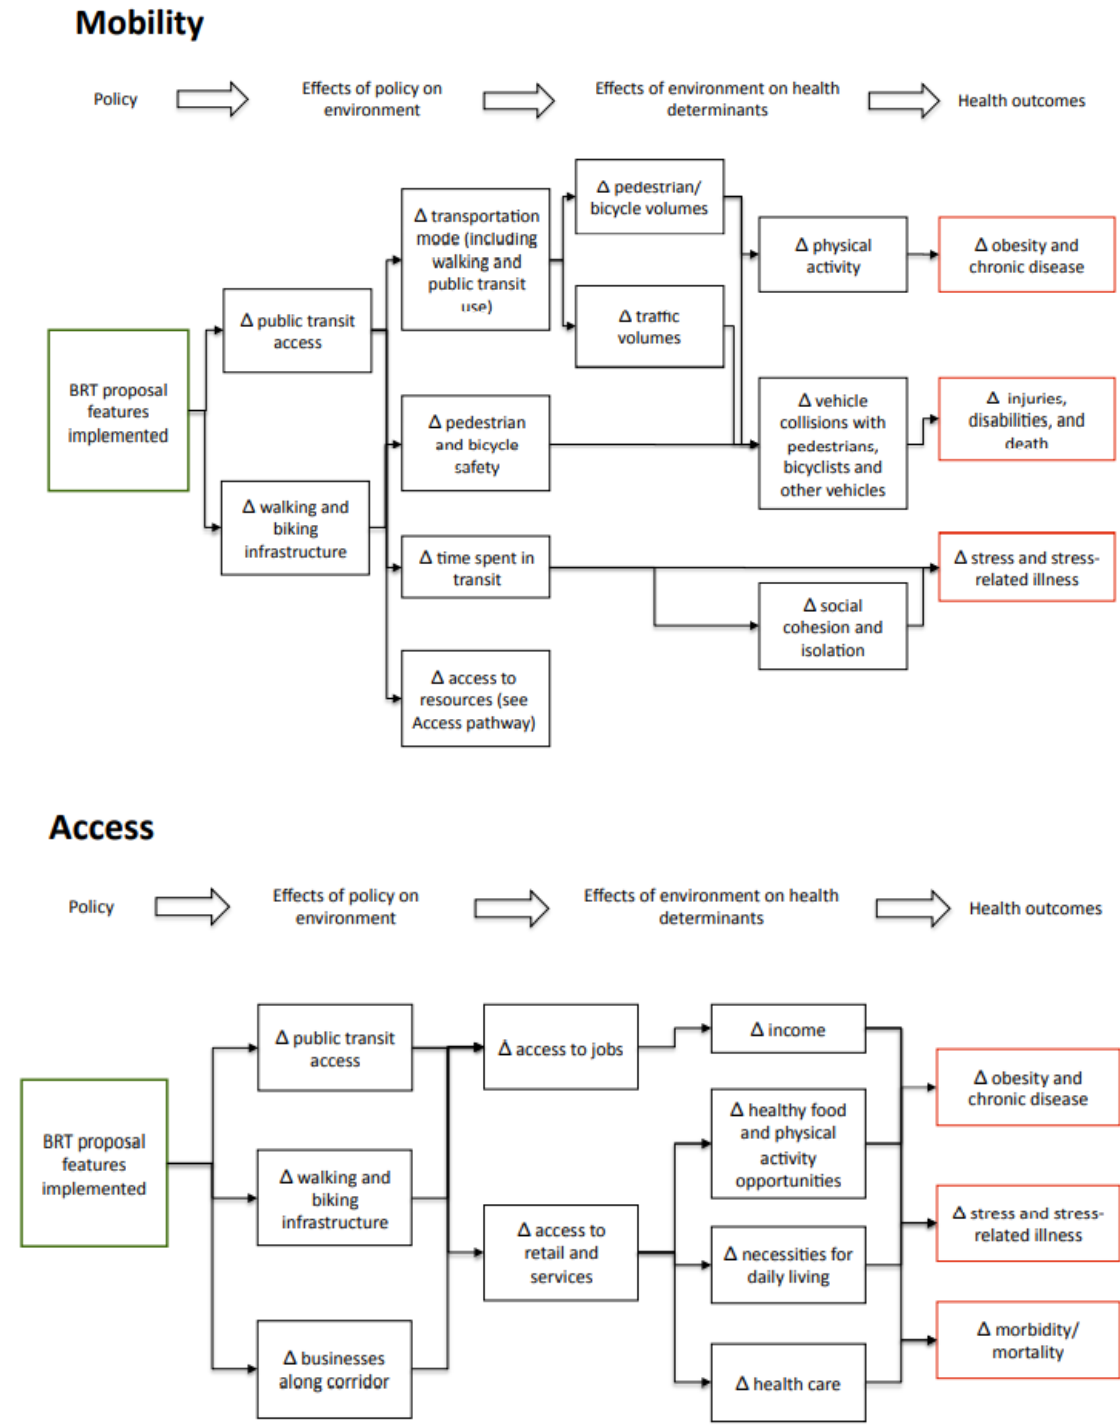 Mobility
Policy
Effects of policy on
environment
Effects of environment on health
determinants
Health outcomes
BRT proposal
features
implemented
Δ public transit
access
Δ walking and
biking
infrastructure
Δ transportation
mode (including
walking and
public transit
use)
Δ pedestrian
and bicycle
safety
Δ time spent in
transit
Δ access to
resources (see
Access pathway)
Δ pedestrian/
bicycle volumes
Δ traffic
volumes
Δ physical
activity
Δ vehicle
collisions with
pedestrians,
bicyclists and
other vehicles
Δ social
cohesion and
isolation
Δ obesity and
chronic disease
Δ injuries,
disabilities, and
death
Δ stress and stress-
related illness
Access
Policy
Effects of policy on
environment
Effects of environment on health
determinants
Health outcomes
BRT proposal
features
implemented
Δ public transit
access
Δ walking and
biking
infrastructure
Δ businesses
along corridor
Δ access to jobs
Δ access to
retail and
services
Δ income
Δ healthy food
and physical
activity
opportunities
Δ necessities for
daily living
Δ health care
Δ obesity and
chronic disease
Δ stress and stress-
related illness
Δ morbidity/
mortality